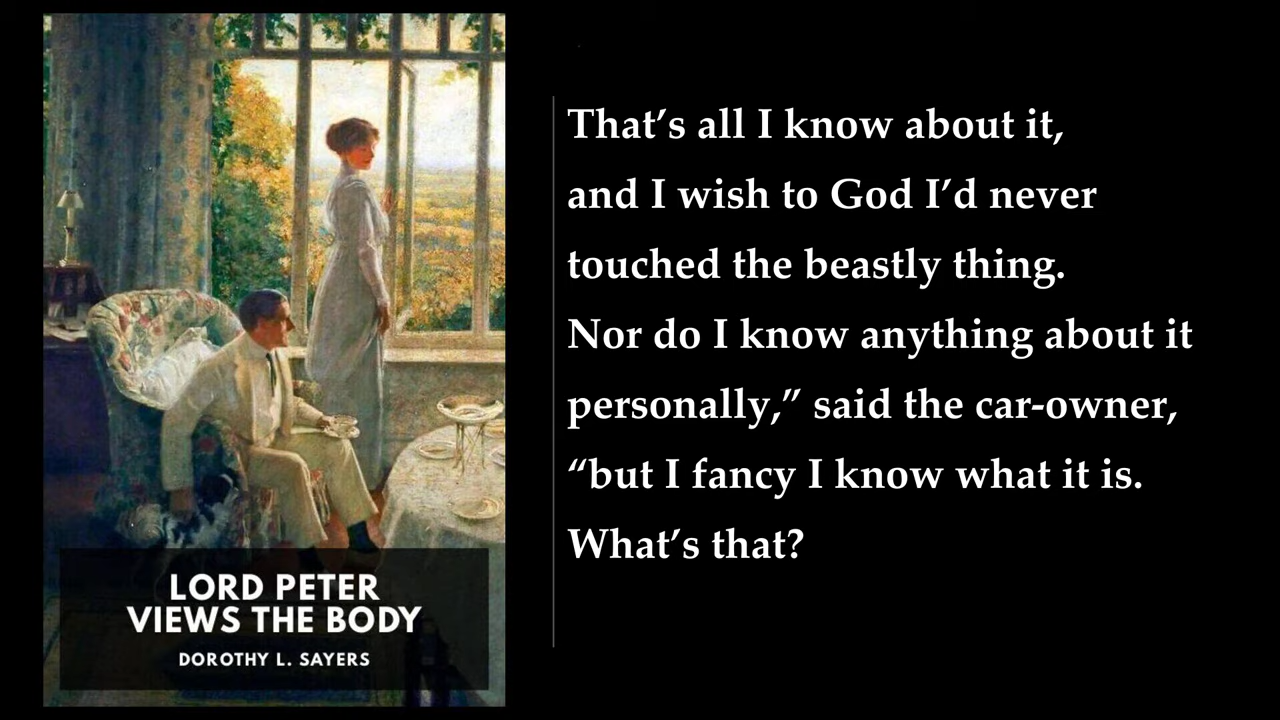 LORD PETER
VIEWS THE BODY
DOROTHY L. SAYERS
That’s all I know about it,
and I wish to God I’d never
touched the beastly thing.
Nor do I know anything about it
personally,” said the car-owner,
“but I fancy I know what it is.
What’s that?